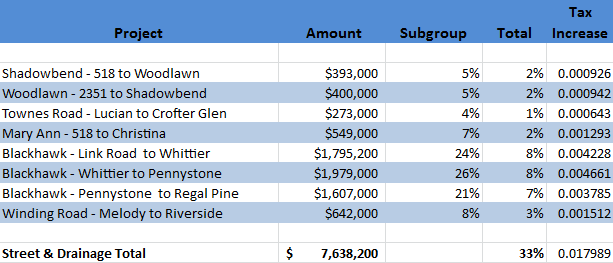 Tax
Project Amount Subgroup Total Increase
Shadowbend - 518 to Woodlawn $393,000 5% 2% 0.000926
Woodlawn - 2351 to Shadowbend $400,000 5% 2% 0.000942
Townes Road - Lucian to Crofter Glen $273,000 4% 1% 0.000643
Mary Ann - 518 to Christina $549,000 7% 2% 0.001293
Blackhawk - Link Road to Whittier $1,795,200 24% 8% 0.004228
Blackhawk - Whittier to Pennystone $1,979,000 26% 8% 0.004661
Blackhawk - Pennystone to Regal Pine $1,607,000 21% 7% 0.003785
Winding Road - Melody to Riverside $642,000 8% 3% 0.001512
Street & Drainage Total $ 7,638,200 33% 0.017989